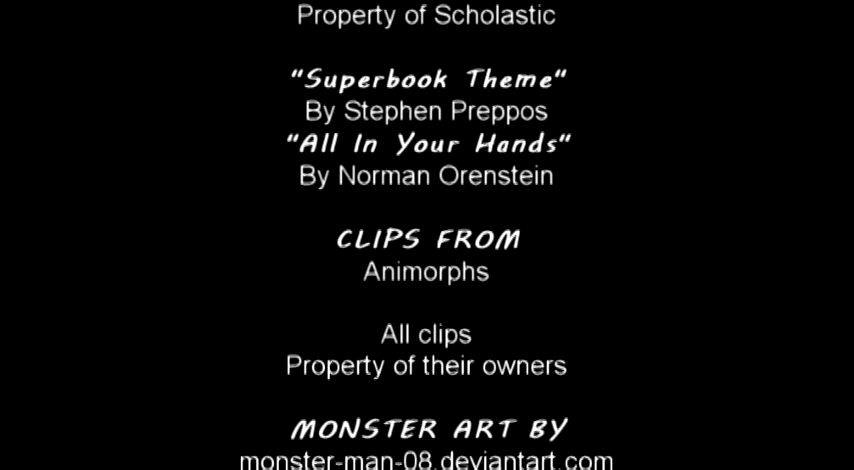 Property of Scholastic
"Superbook Theme"
By Stephen Preppos
"All In Your Hands"
By Norman Orenstein
CLIPS FROM
Animorphs
All clips
Property of their owners
MONSTER ART BY
monster-man-08.deviantart.com